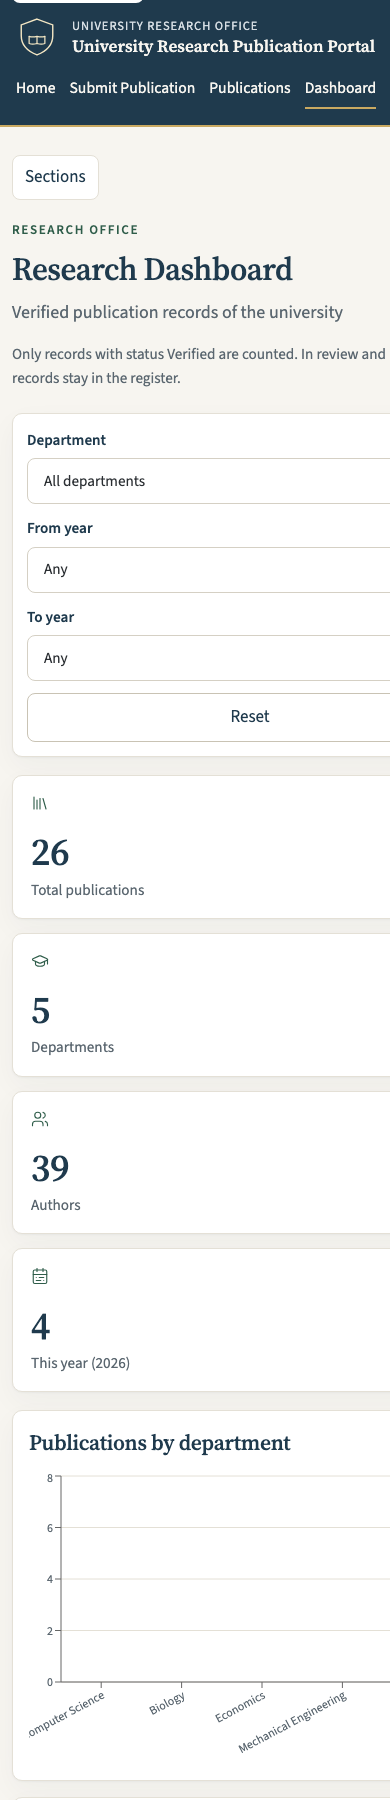 UNIVERSITY RESEARCH OFFICE
University Research Publication Portal
Home Submit Publication Publications Dashboard
Sections
RESEARCH OFFICE
Research Dashboard
Verified publication records of the university
Only records with status Verified are counted. In review and
records stay in the register.
Department
All departments
From year
Any
To year
Any
Reset
26
Total publications
5
Departments
39
Authors
4
This year (2026)
Publications by department
8
6
4
2
0
omputer Science
Biology
Economics
Mechanical Engineering